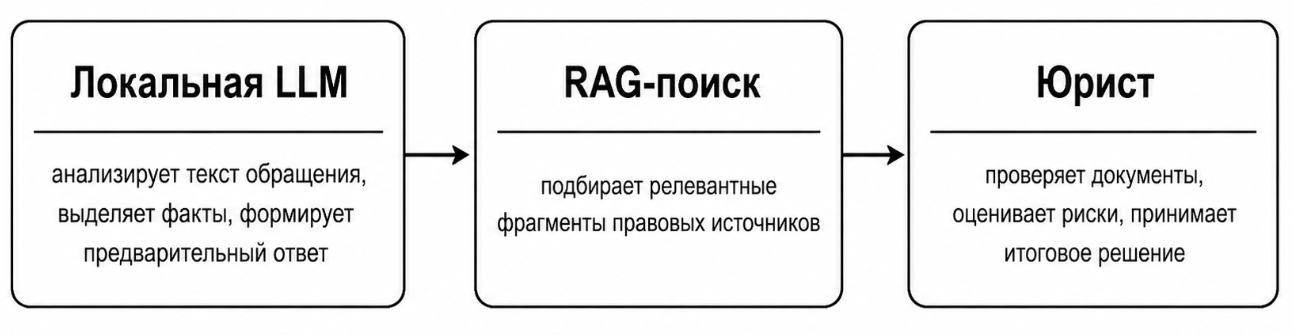 Локальная LLM
анализирует текст обращения,
выделяет факты, формирует
предварительный ответ
RAG-поиск
подбирает релевантные
фрагменты правовых источников
Юрист
проверяет документы,
оценивает риски, принимает
итоговое решение